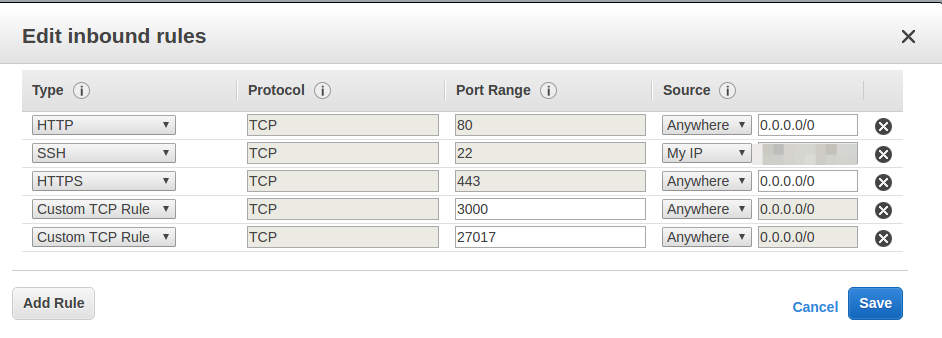 Edit inbound rules
Type Protocol Port Range Source
HTTP TCP 80 Anywhere 0.0.0.0/0
SSH TCP 22 My IP
HTTPS TCP 443 Anywhere 0.0.0.0/0
Custom TCP Rule TCP 3000 Anywhere 0.0.0.0/0
Custom TCP Rule TCP 27017 Anywhere 0.0.0.0/0
Add Rule Cancel Save